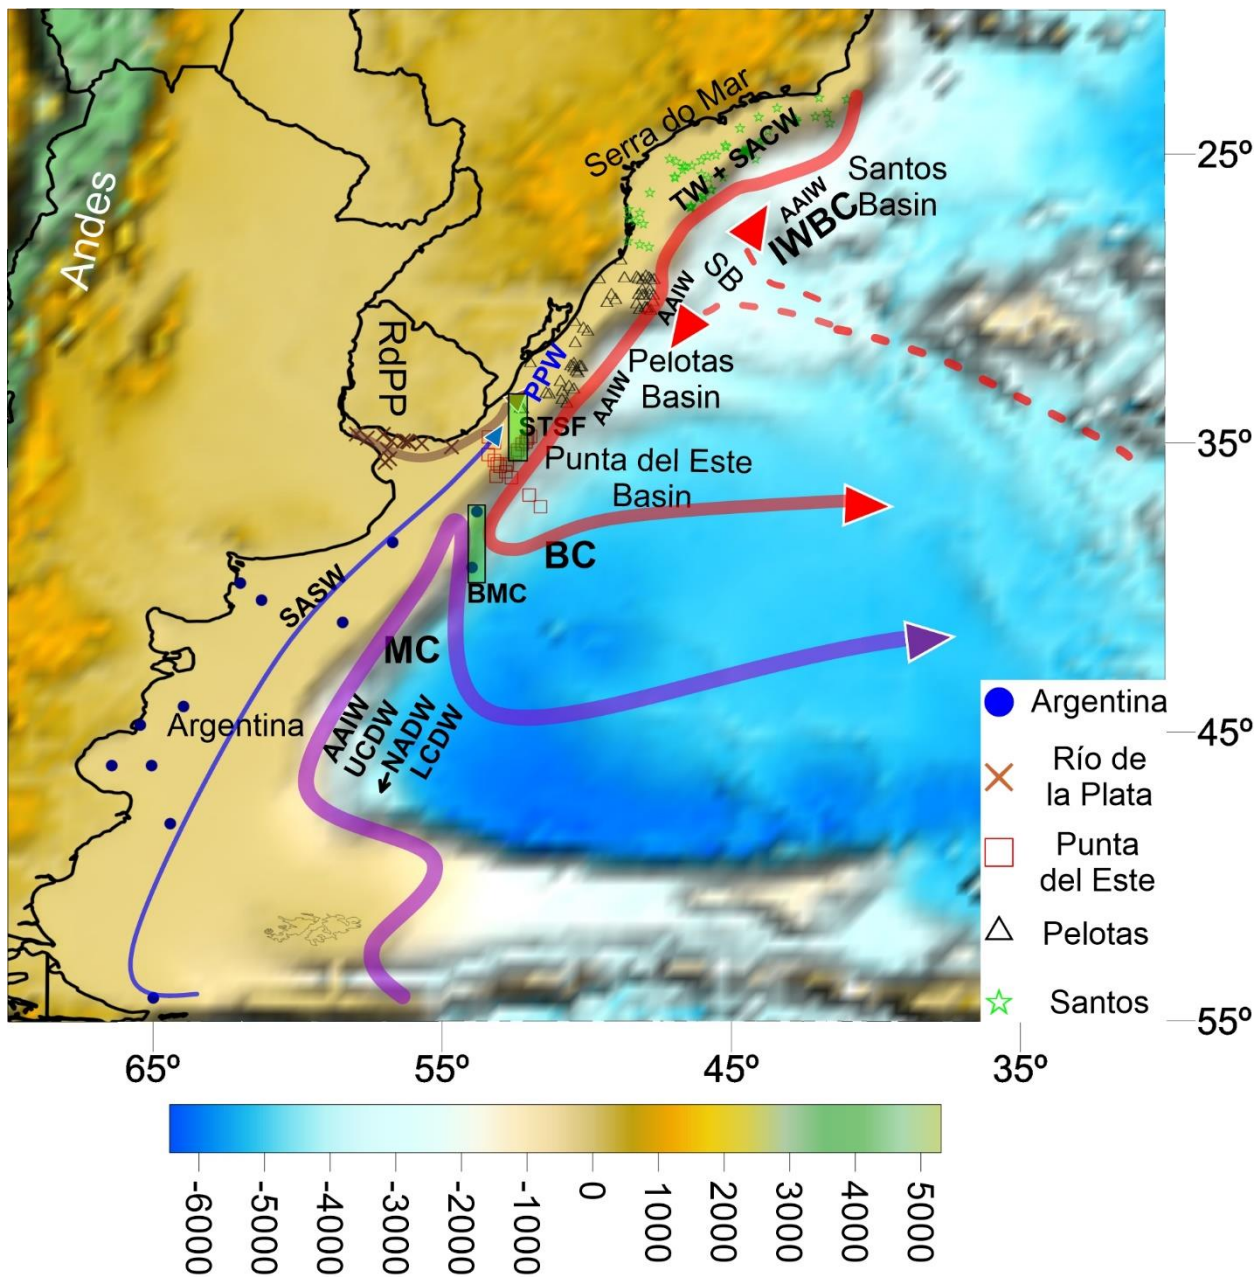 Serra do Mar
25º
TW + SACW
Santos
Basin
AAIW
IWBC
Andes
SB
AAIW
RdPP
PPW
Pelotas
Basin
AAIW
STSF
35º
Punta del Este
Basin
BC
BMC
SASW
MC
Argentina
AAIW
UCDW
←NADW
LCDW
45º
Argentina
Río de
la Plata
Punta
del Este
Pelotas
Santos
55º
65º
55º
45º
35º
-6000
-5000
-4000
-3000
-2000
-1000
0
1000
2000
3000
4000
5000